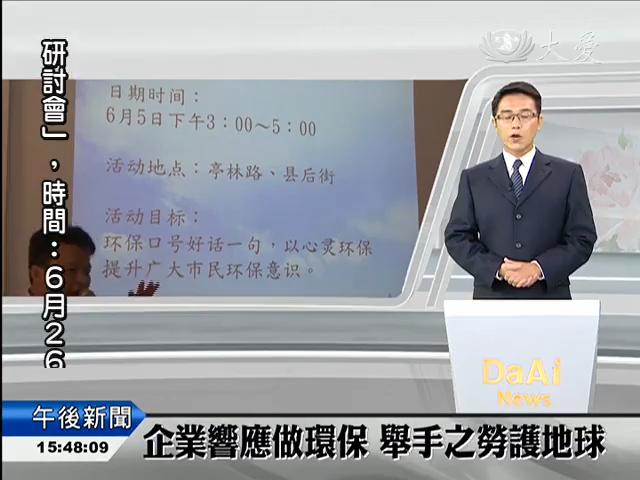 大愛
研討會」，時間：6月26
日期时间：
6月5日下午3：00～5：00
活动地点：亭林路、县后街
活动目标：
环保口号好话一句，以心灵环保
提升广大市民环保意识。
DaAi
News
午後新聞
15:48:09
企業響應做環保 舉手之勞護地球